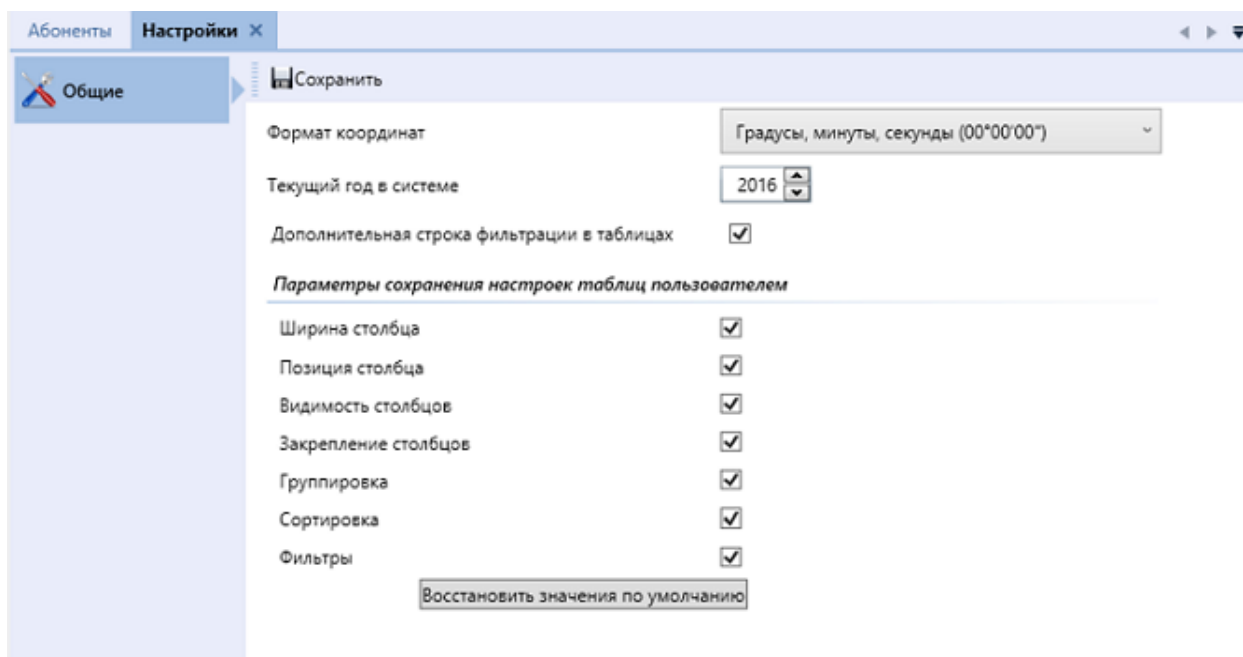 Абоненты Настройки
Общие
Сохранить
Формат координат Градусы, минуты, секунды (00°00'00")
Текущий год в системе 2016
Дополнительная строка фильтрации в таблицах
Параметры сохранения настроек таблиц пользователем
Ширина столбца
Позиция столбца
Видимость столбцов
Закрепление столбцов
Группировка
Сортировка
Фильтры
Восстановить значения по умолчанию